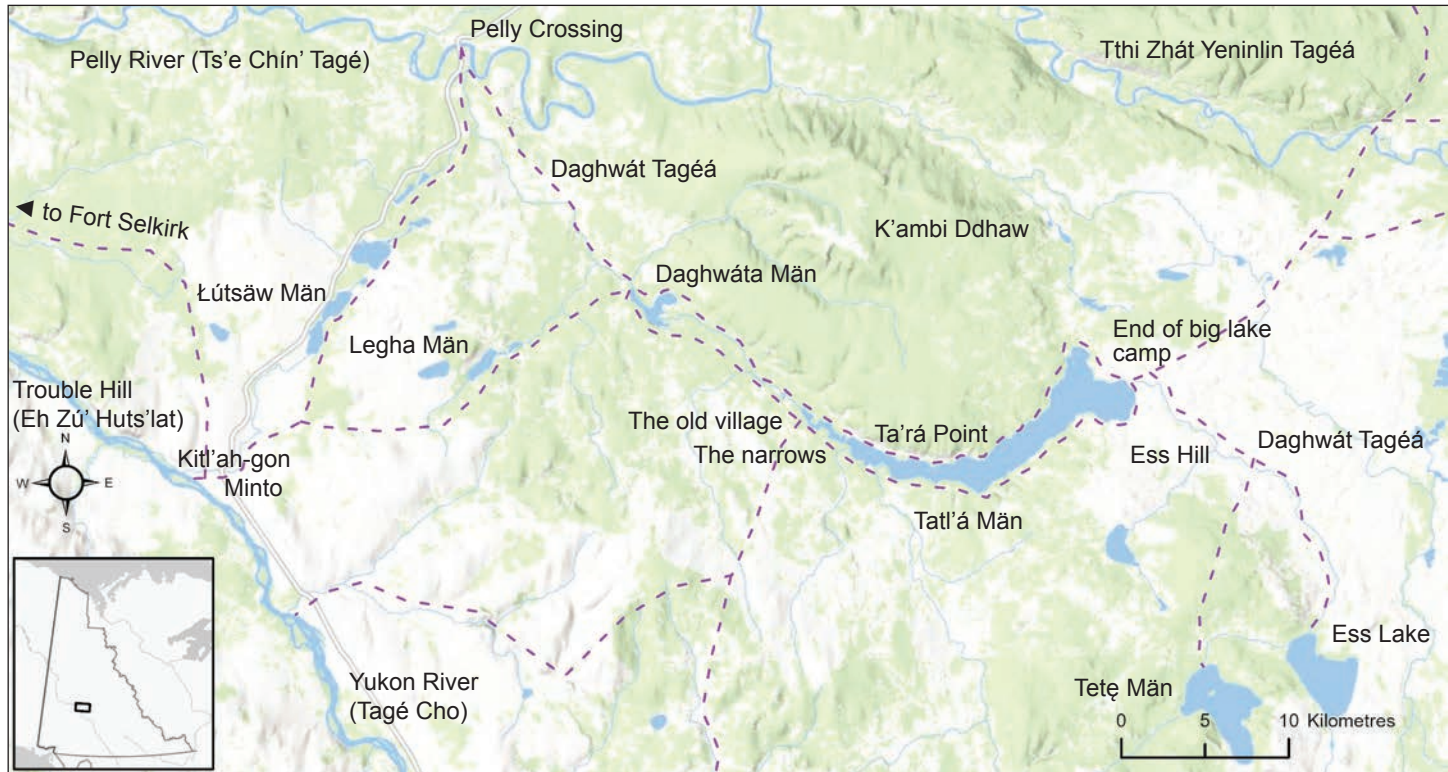 Pelly Crossing
Pelly River (Ts’e Chín’ Tagé)
Tthi Zhát Yeninlin Tagéá
Daghwát Tagéá
◄ to Fort Selkirk
K’ambi Ddhaw
Daghwáta Män
Łútsäw Män
Legha Män
End of big lake
camp
Trouble Hill
(Eh Zú’ Huts’lat)
The old village
Ta’rá Point
The narrows
Ess Hill
Daghwát Tagéá
Kitl’ah-gon
Minto
N
W
E
S
Tatl’á Män
Ess Lake
Yukon River
(Tagé Cho)
Tetę Män
0 5 10 Kilometres